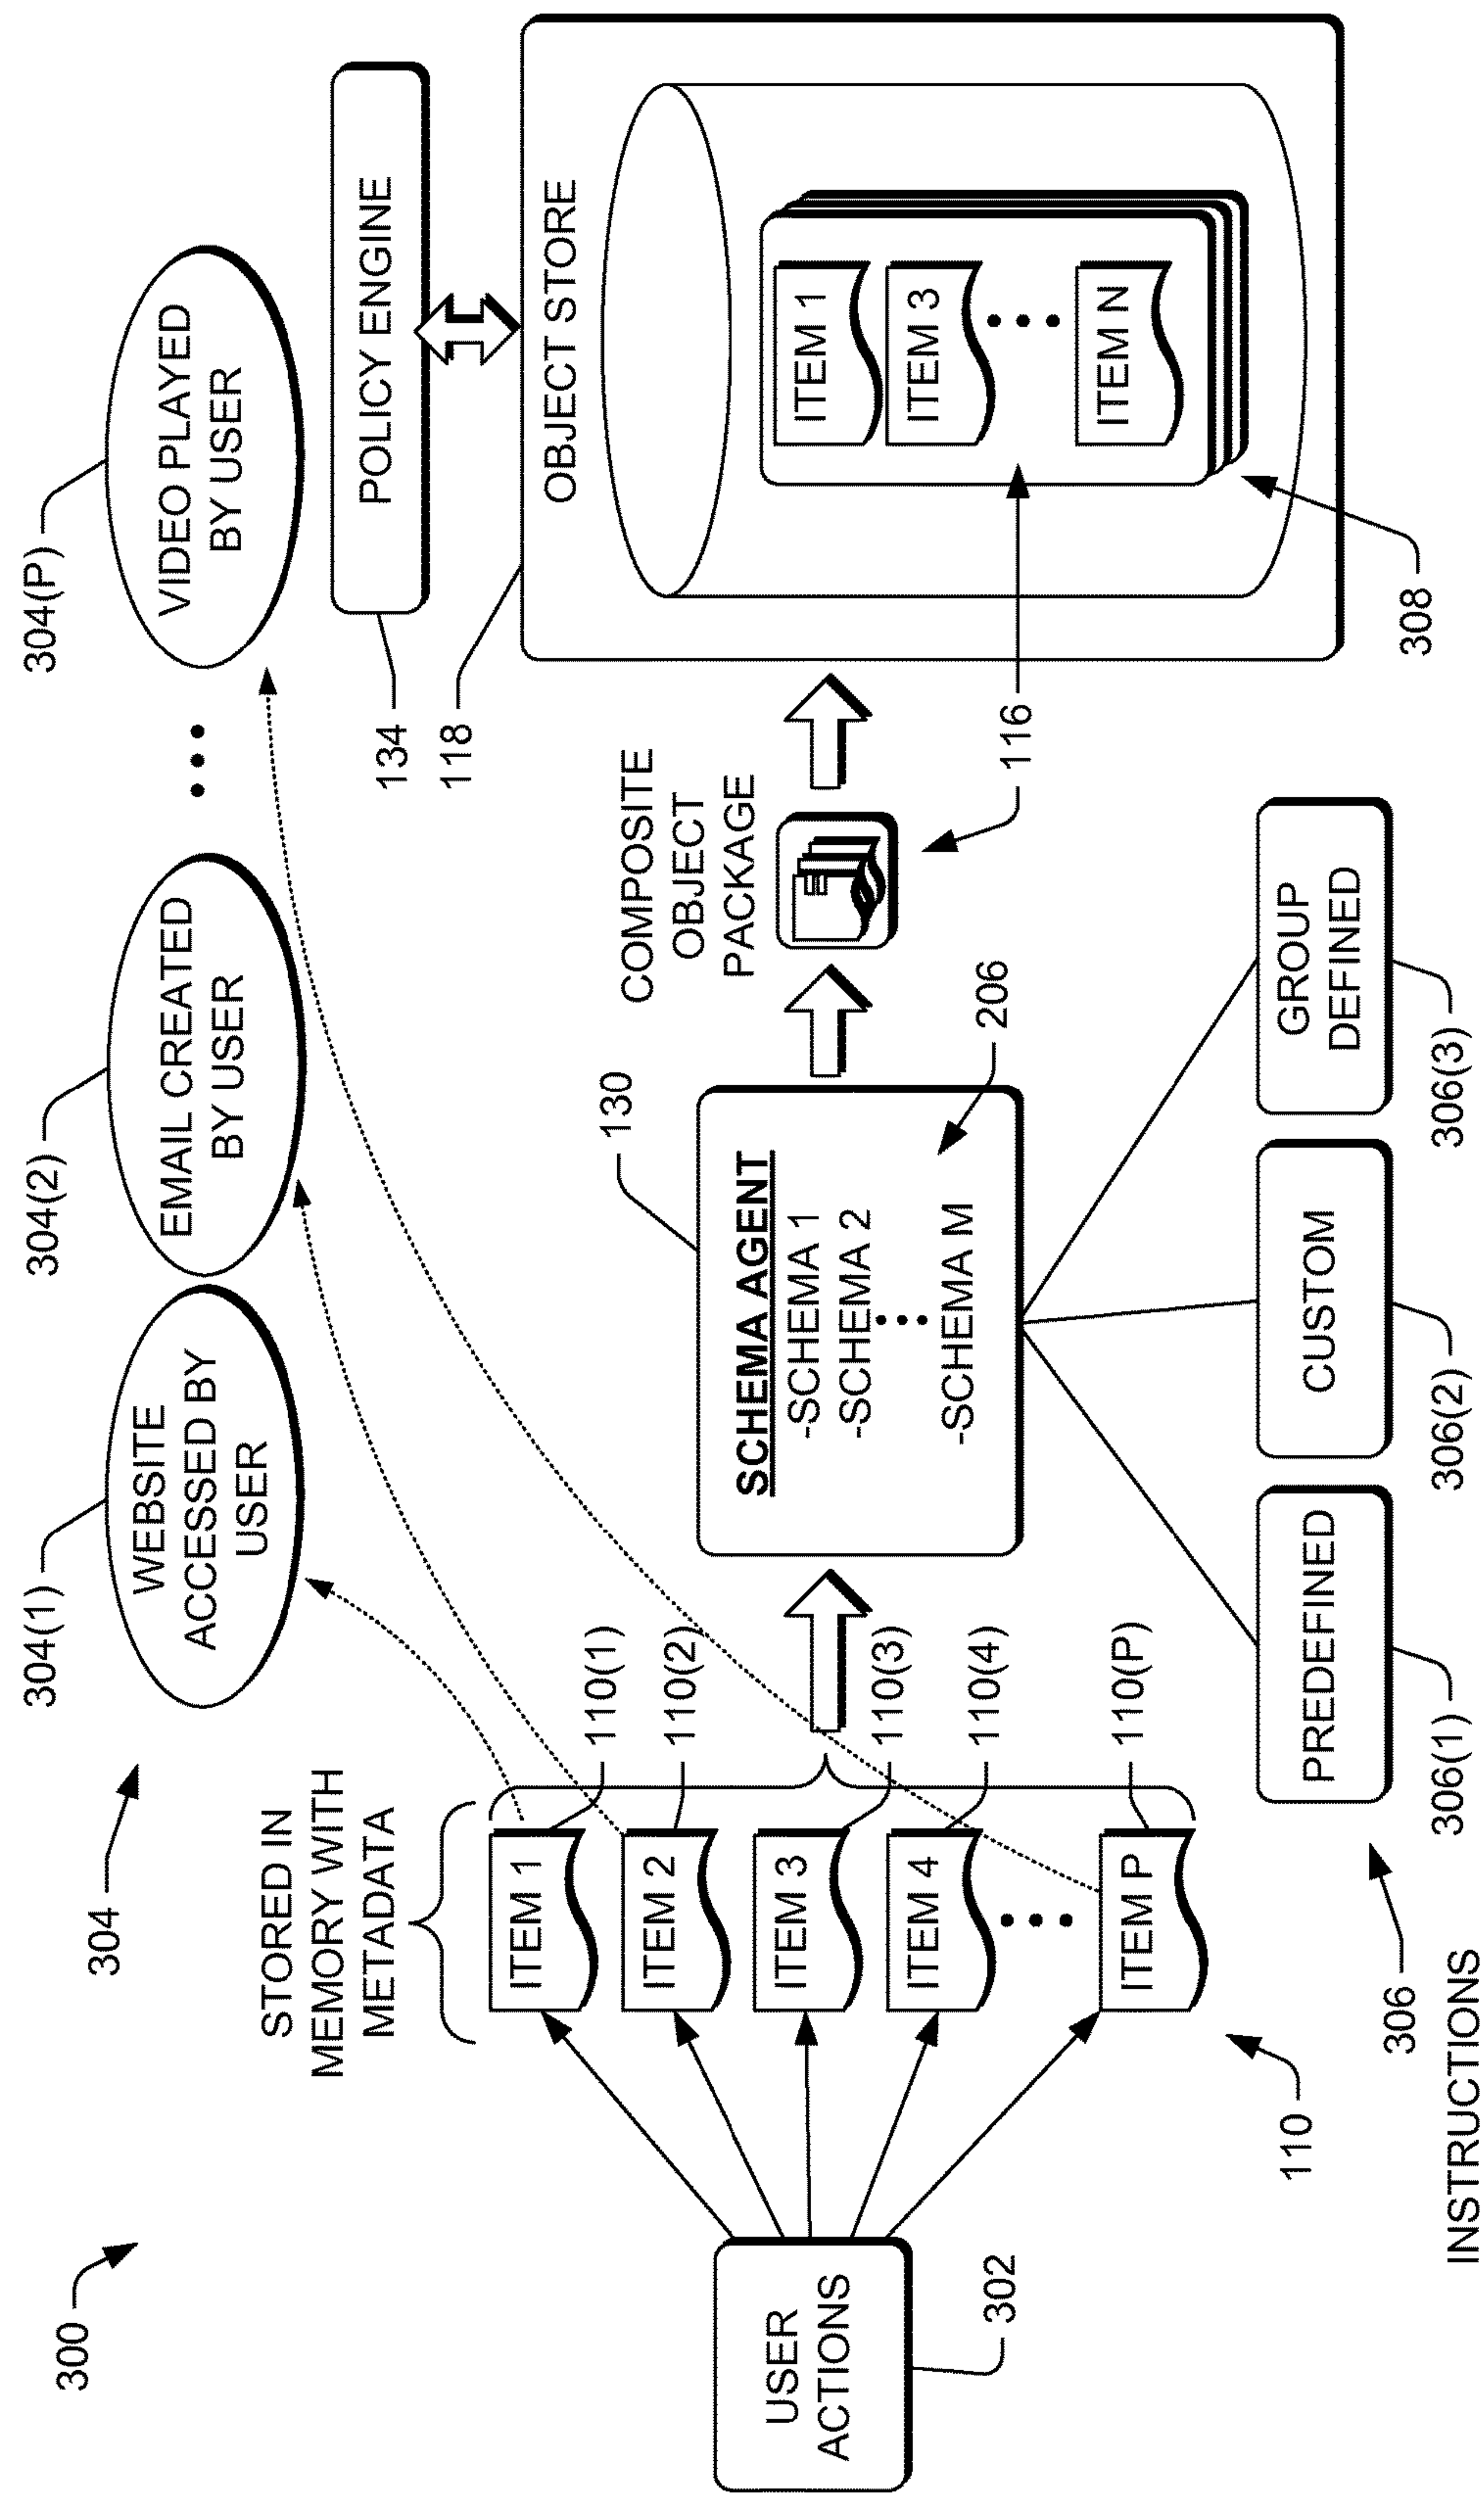 300
304
304(1)
304(2)
304(P)
WEBSITE
ACCESSED BY
USER
EMAIL CREATED
BY USER
VIDEO PLAYED
BY USER
STORED IN
MEMORY WITH
METADATA
USER
ACTIONS
302
ITEM 1
ITEM 2
ITEM 3
ITEM 4
ITEM P
110(1)
110(2)
110(3)
110(4)
110(P)
110
130
SCHEMA AGENT
-SCHEMA 1
-SCHEMA 2
-SCHEMA M
206
COMPOSITE
OBJECT
PACKAGE
116
134
POLICY ENGINE
118
OBJECT STORE
ITEM 1
ITEM 3
ITEM N
308
PREDEFINED
CUSTOM
GROUP
DEFINED
306(1)
306(2)
306(3)
306
INSTRUCTIONS